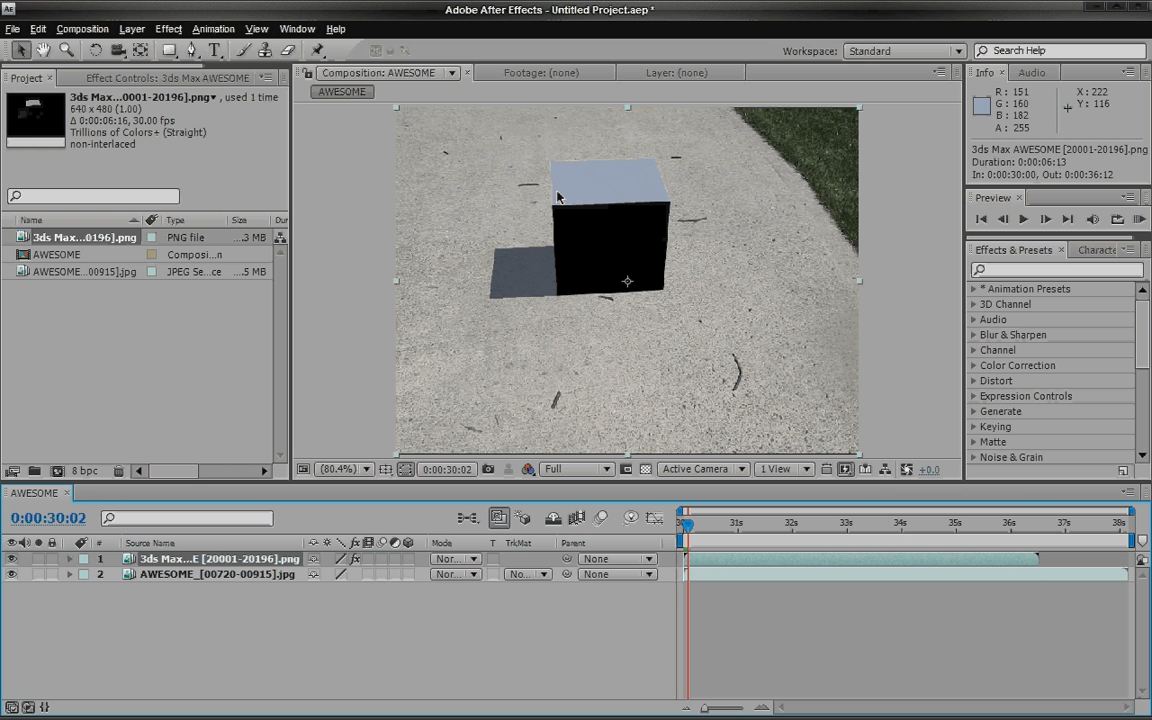 Adobe After Effects - Untitled Project.aep *
File Edit Composition Layer Effect Animation View Window Help
Workspace: Standard Search Help
Project Effect Controls: 3ds Max AWESOME
Composition: AWESOME Footage: (none) Layer: (none)
Info Audio
AWESOME
3ds Max...0001-20196].png , used 1 time
640 x 480 (1.00)
Δ 0:00:06:16, 30.00 fps
Trillions of Colors+ (Straight)
non-interlaced
R: 151 X: 222
G: 160 Y: 116
B: 182
A: 255
3ds Max AWESOME [20001-20196].png
Duration: 0:00:06:13
In: 0:00:30:00, Out: 0:00:36:12
Preview
Name Type Size Dur
3ds Max...0196].png PNG file ....3 MB
AWESOME Composi...n
AWESOME...00915].jpg JPEG Se...ce ...5 MB
Effects & Presets Characte
* Animation Presets
3D Channel
Audio
Blur & Sharpen
Channel
Color Correction
Distort
Expression Controls
Generate
Keying
Matte
Noise & Grain
8 bpc
(80.4%) 0:00:30:02 Full Active Camera 1 View +0.0
AWESOME
0:00:30:02
31s 32s 33s 34s 35s 36s 37s 38s
# Source Name Mode T TrkMat Parent
1 3ds Max...E [20001-20196].png Nor... None
2 AWESOME_[00720-00915].jpg Nor... No... None